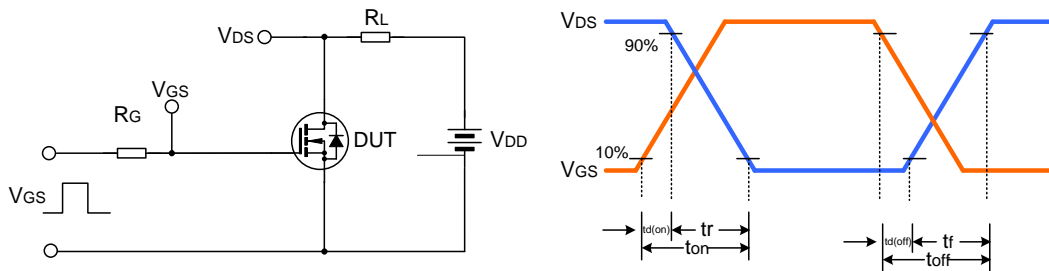 RL
VDS
VGS
RG
DUT
VDD
VGS
VDS
90%
10%
VGS
td(on)
tr
ton
td(off)
tf
toff